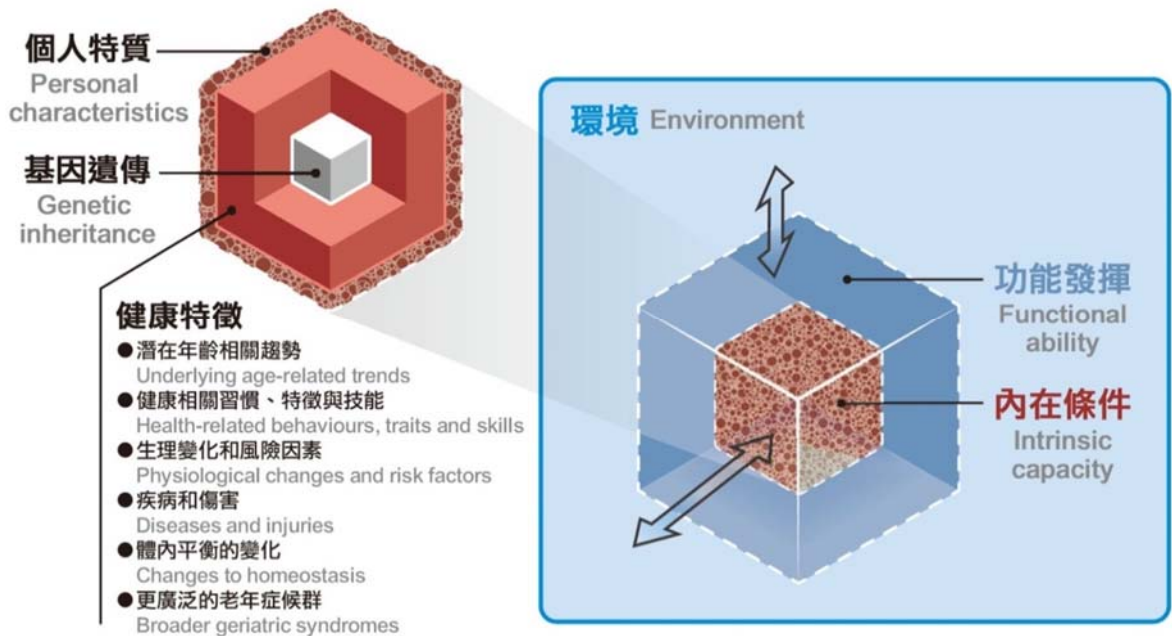 個人特質
Personal
characteristics
基因遺傳
Genetic
inheritance
健康特徵
●潛在年齡相關趨勢
Underlying age-related trends
●健康相關習慣、特徵與技能
Health-related behaviours, traits and skills
●生理變化和風險因素
Physiological changes and risk factors
●疾病和傷害
Diseases and injuries
●體內平衡的變化
Changes to homeostasis
●更廣泛的老年症候群
Broader geriatric syndromes
環境 Environment
功能發揮
Functional
ability
內在條件
Intrinsic
capacity